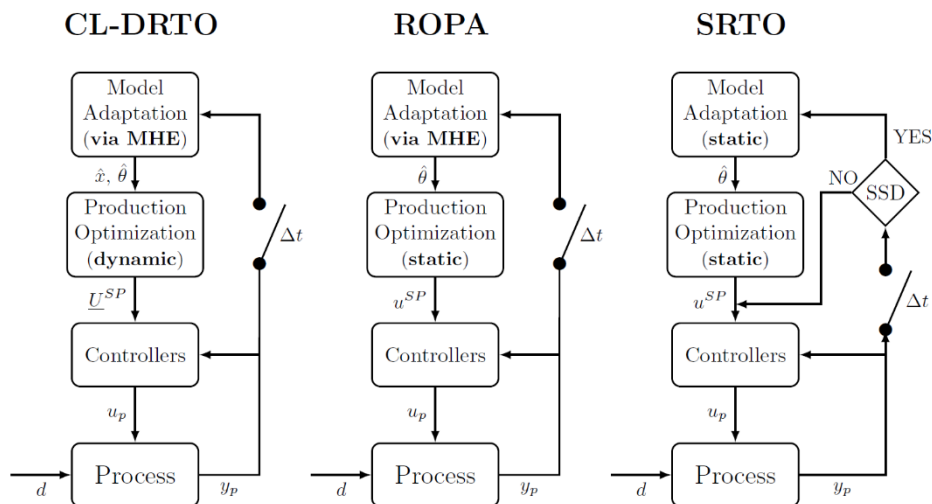 CL-DRTO
Model
Adaptation
(via MHE)
x̂, θ̂
Production
Optimization
(dynamic)
Δt
U^{SP}
Controllers
u_p
Process
d
y_p
ROPA
Model
Adaptation
(via MHE)
θ̂
Production
Optimization
(static)
Δt
u^{SP}
Controllers
u_p
Process
d
y_p
SRTO
Model
Adaptation
(static)
YES
θ̂
NO
SSD
Production
Optimization
(static)
Δt
u^{SP}
Controllers
u_p
Process
d
y_p